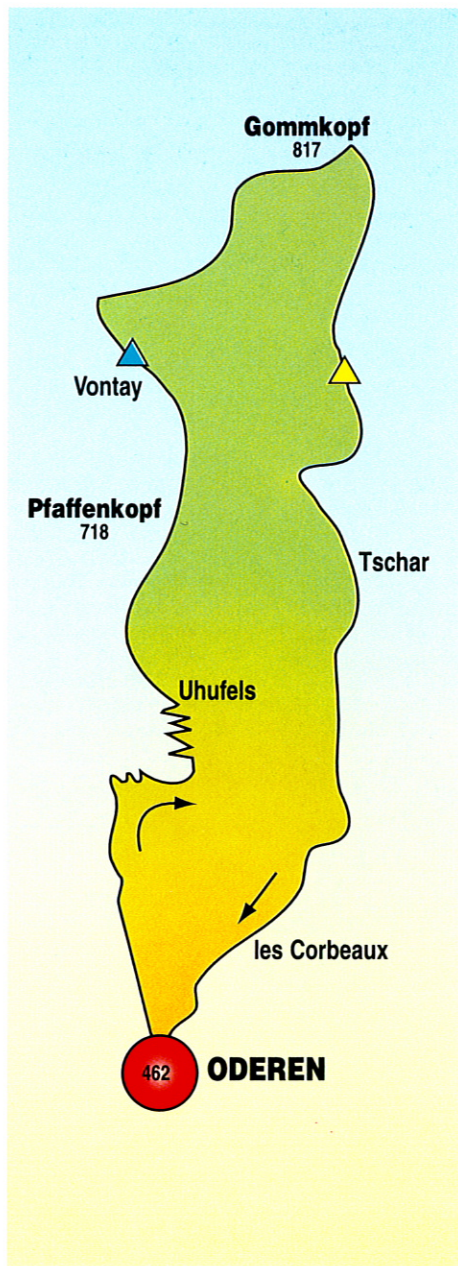 Gommkopf
817
Vontay
Pfaffenkopf
718
Tschar
Uhufels
les Corbeaux
462 ODEREN